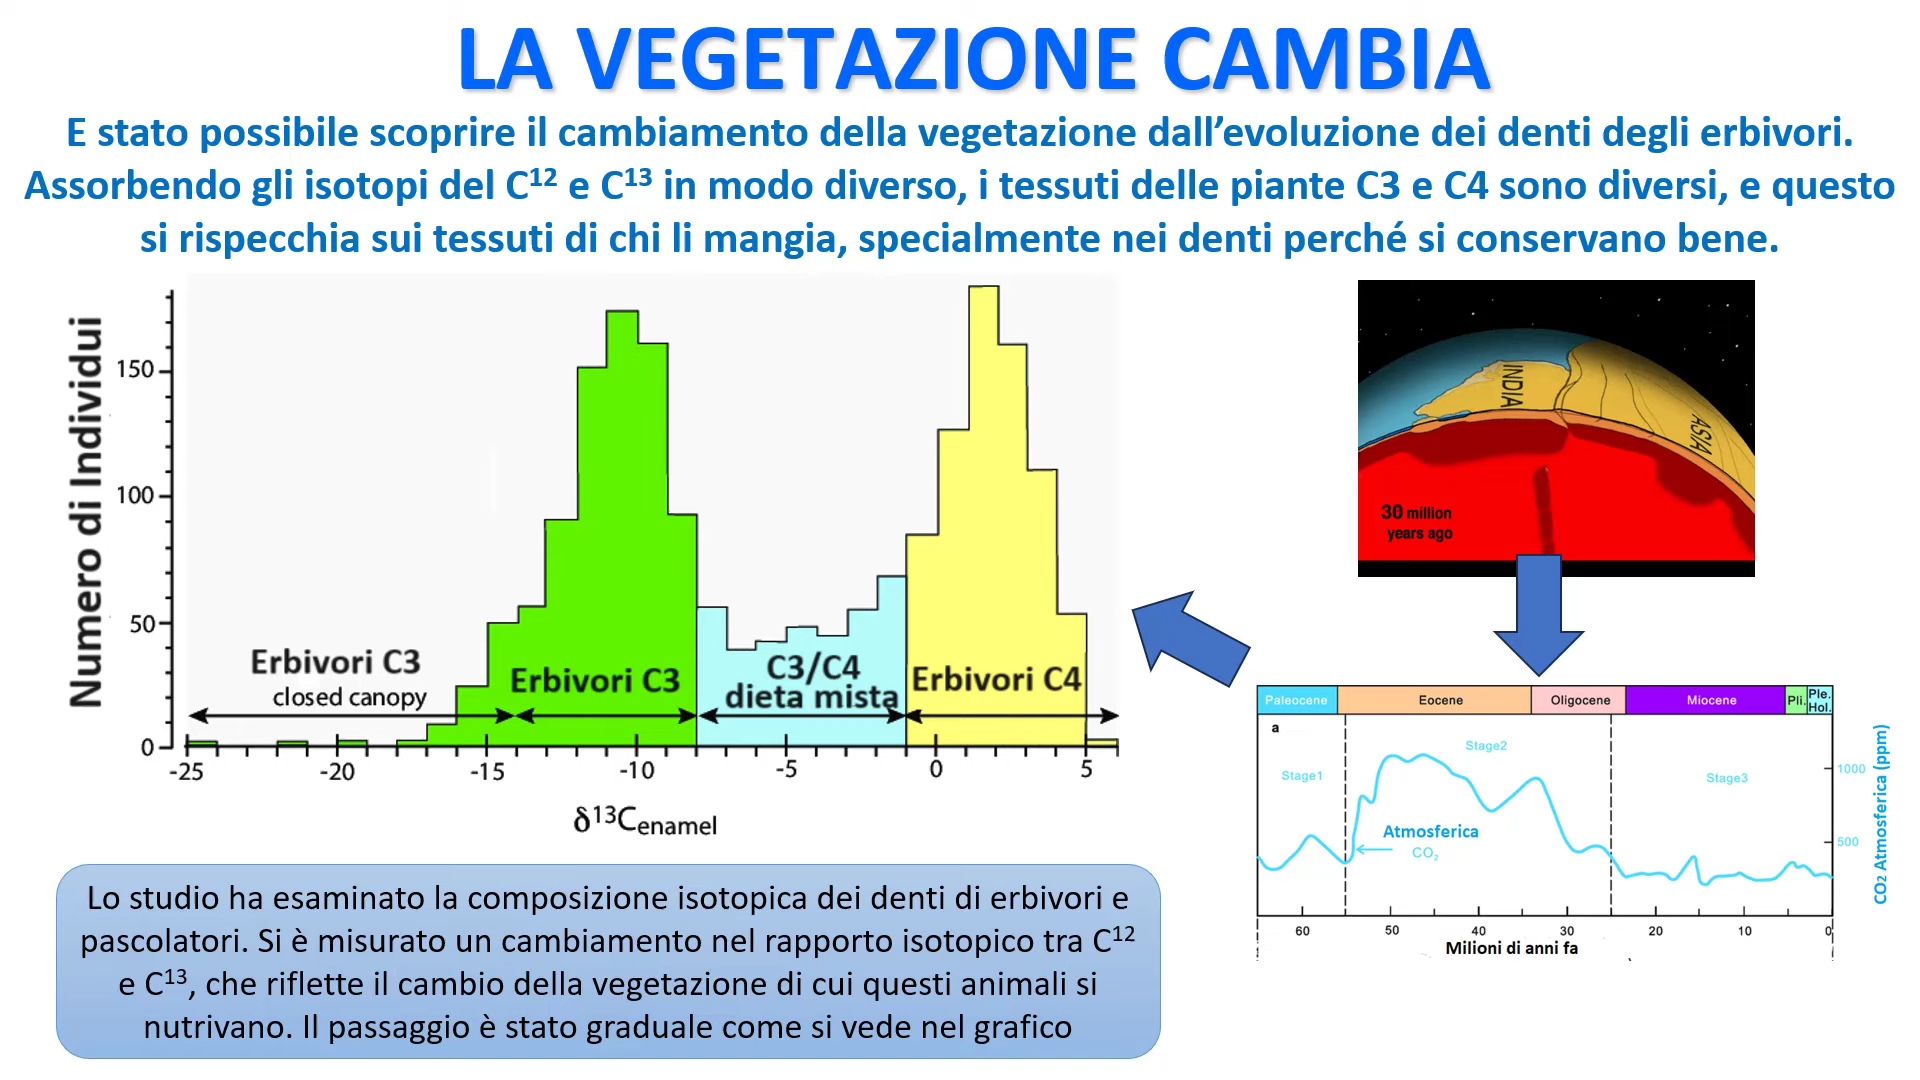 LA VEGETAZIONE CAMBIA
E stato possibile scoprire il cambiamento della vegetazione dall’evoluzione dei denti degli erbivori.
Assorbendo gli isotopi del C¹² e C¹³ in modo diverso, i tessuti delle piante C3 e C4 sono diversi, e questo
si rispecchia sui tessuti di chi li mangia, specialmente nei denti perché si conservano bene.
Numero di Individui
150
100
50
0
Erbivori C3
closed canopy
Erbivori C3
C3/C4
dieta mista
Erbivori C4
-25 -20 -15 -10 -5 0 5
δ¹³Cenamel
INDIA
ASIA
30 million
years ago
Paleocene Eocene Oligocene Miocene Pli. Ple.
Hol.
a
Stage1
Stage2
Stage3
Atmosferica
CO₂
1000
500
CO₂ Atmosferica (ppm)
60 50 40 30 20 10 0
Milioni di anni fa
Lo studio ha esaminato la composizione isotopica dei denti di erbivori e
pascolatori. Si è misurato un cambiamento nel rapporto isotopico tra C¹²
e C¹³, che riflette il cambio della vegetazione di cui questi animali si
nutrivano. Il passaggio è stato graduale come si vede nel grafico